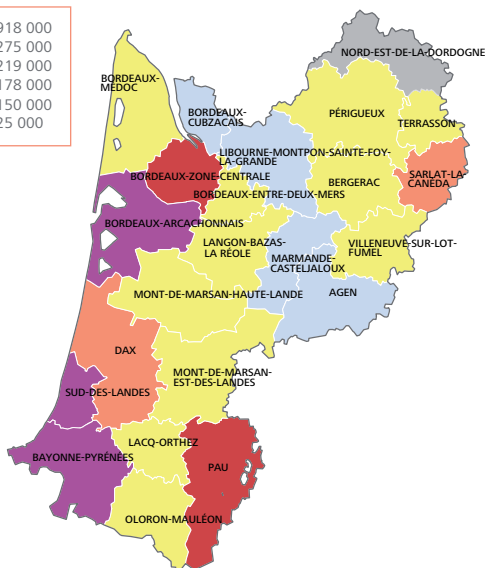 918 000
275 000
219 000
178 000
150 000
25 000
NORD-EST-DE-LA-DORDOGNE
BORDEAUX-
MÉDOC
BORDEAUX-
CUBZACAIS
PÉRIGUEUX
TERRASSON
LIBOURNE-MONTPON-SAINTE-FOY-
LA-GRANDE
BORDEAUX-ZONE-CENTRALE
BERGERAC
SARLAT-LA-
CANÉDA
BORDEAUX-ENTRE-DEUX-MERS
BORDEAUX-ARCACHONNAIS
LANGON-BAZAS-
LA RÉOLE
VILLENEUVE-SUR-LOT-
FUMEL
MARMANDE-
CASTELJALOUX
MONT-DE-MARSAN-HAUTE-LANDE
AGEN
DAX
MONT-DE-MARSAN-
EST-DES-LANDES
SUD-DES-LANDES
LACQ-ORTHEZ
BAYONNE-PYRÉNÉES
PAU
OLORON-MAULÉON